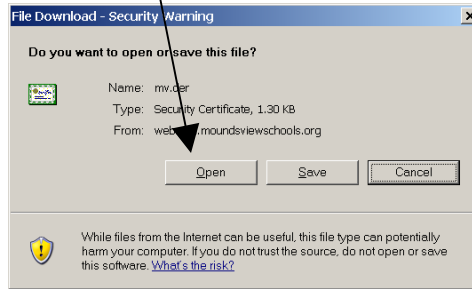 File Download - Security Warning
Do you want to open or save this file?
Name: mv.cer
Type: Security Certificate, 1.30 KB
From: moundsviewschools.org
Open Save Cancel
While files from the Internet can be useful, this file type can potentially
harm your computer. If you do not trust the source, do not open or save
this software. What's the risk?